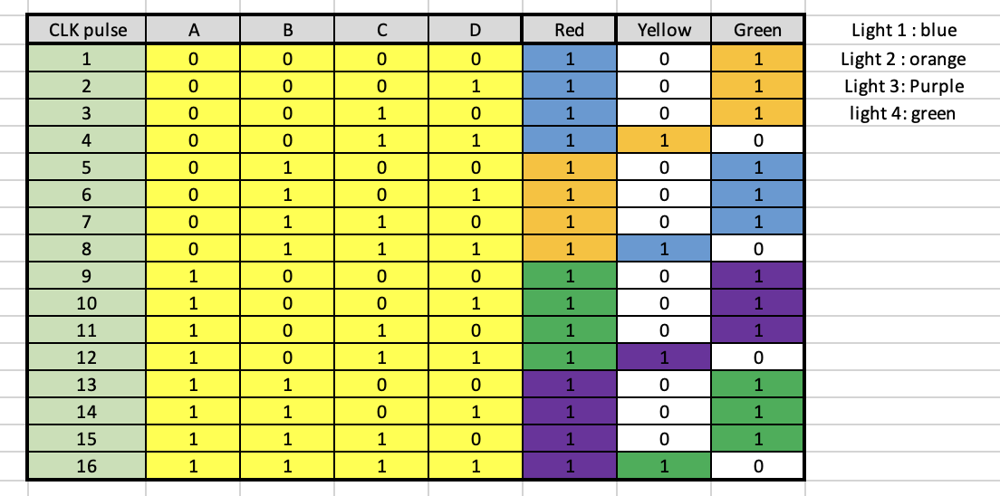 CLK pulse A B C D Red Yellow Green Light 1 : blue
1 0 0 0 0 1 0 1 Light 2 : orange
2 0 0 0 1 1 0 1 Light 3: Purple
3 0 0 1 0 1 0 1 light 4: green
4 0 0 1 1 1 1 0
5 0 1 0 0 1 0 1
6 0 1 0 1 1 0 1
7 0 1 1 0 1 0 1
8 0 1 1 1 1 1 0
9 1 0 0 0 1 0 1
10 1 0 0 1 1 0 1
11 1 0 1 0 1 0 1
12 1 0 1 1 1 1 0
13 1 1 0 0 1 0 1
14 1 1 0 1 1 0 1
15 1 1 1 0 1 0 1
16 1 1 1 1 1 1 0